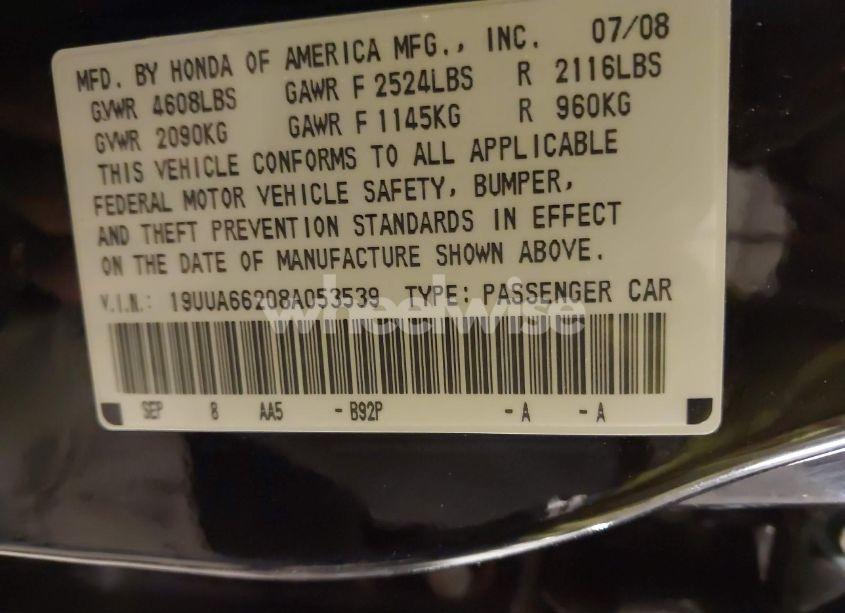 MFD. BY HONDA OF AMERICA MFG., INC. 07/08
GVWR 4608LBS GAWR F 2524LBS R 2116LBS
GVWR 2090KG GAWR F 1145KG R 960KG
THIS VEHICLE CONFORMS TO ALL APPLICABLE
FEDERAL MOTOR VEHICLE SAFETY, BUMPER,
AND THEFT PREVENTION STANDARDS IN EFFECT
ON THE DATE OF MANUFACTURE SHOWN ABOVE.
V.I.N.: 19UUA66208A053539 TYPE: PASSENGER CAR
wheelwise
SEP 8 AA5 -B92P -A -A